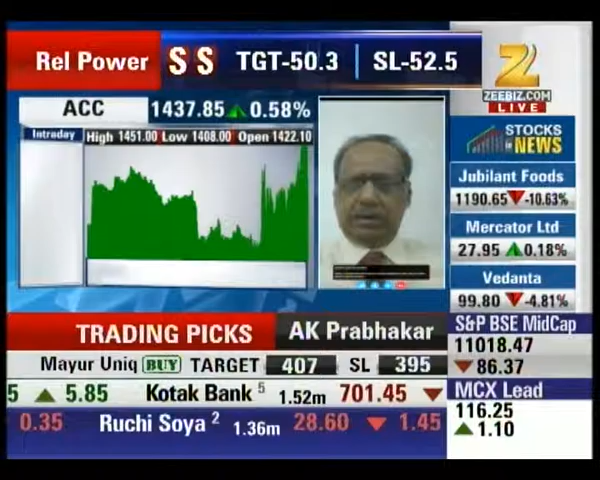 Rel Power SS TGT-50.3 SL-52.5
ZEEBIZ.COM
LIVE
ACC 1437.85 0.58%
Intraday High 1451.00 Low 1408.00 Open 1422.10
STOCKS
in NEWS
Jubilant Foods
1190.65 -10.63%
Mercator Ltd
27.95 0.18%
Vedanta
99.80 -4.81%
TRADING PICKS AK Prabhakar
Mayur Uniq BUY TARGET 407 SL 395
S&P BSE MidCap
11018.47
86.37
MCX Lead
116.25
1.10
5 5.85 Kotak Bank 5 1.52m 701.45
0.35 Ruchi Soya 2 1.36m 28.60 1.45